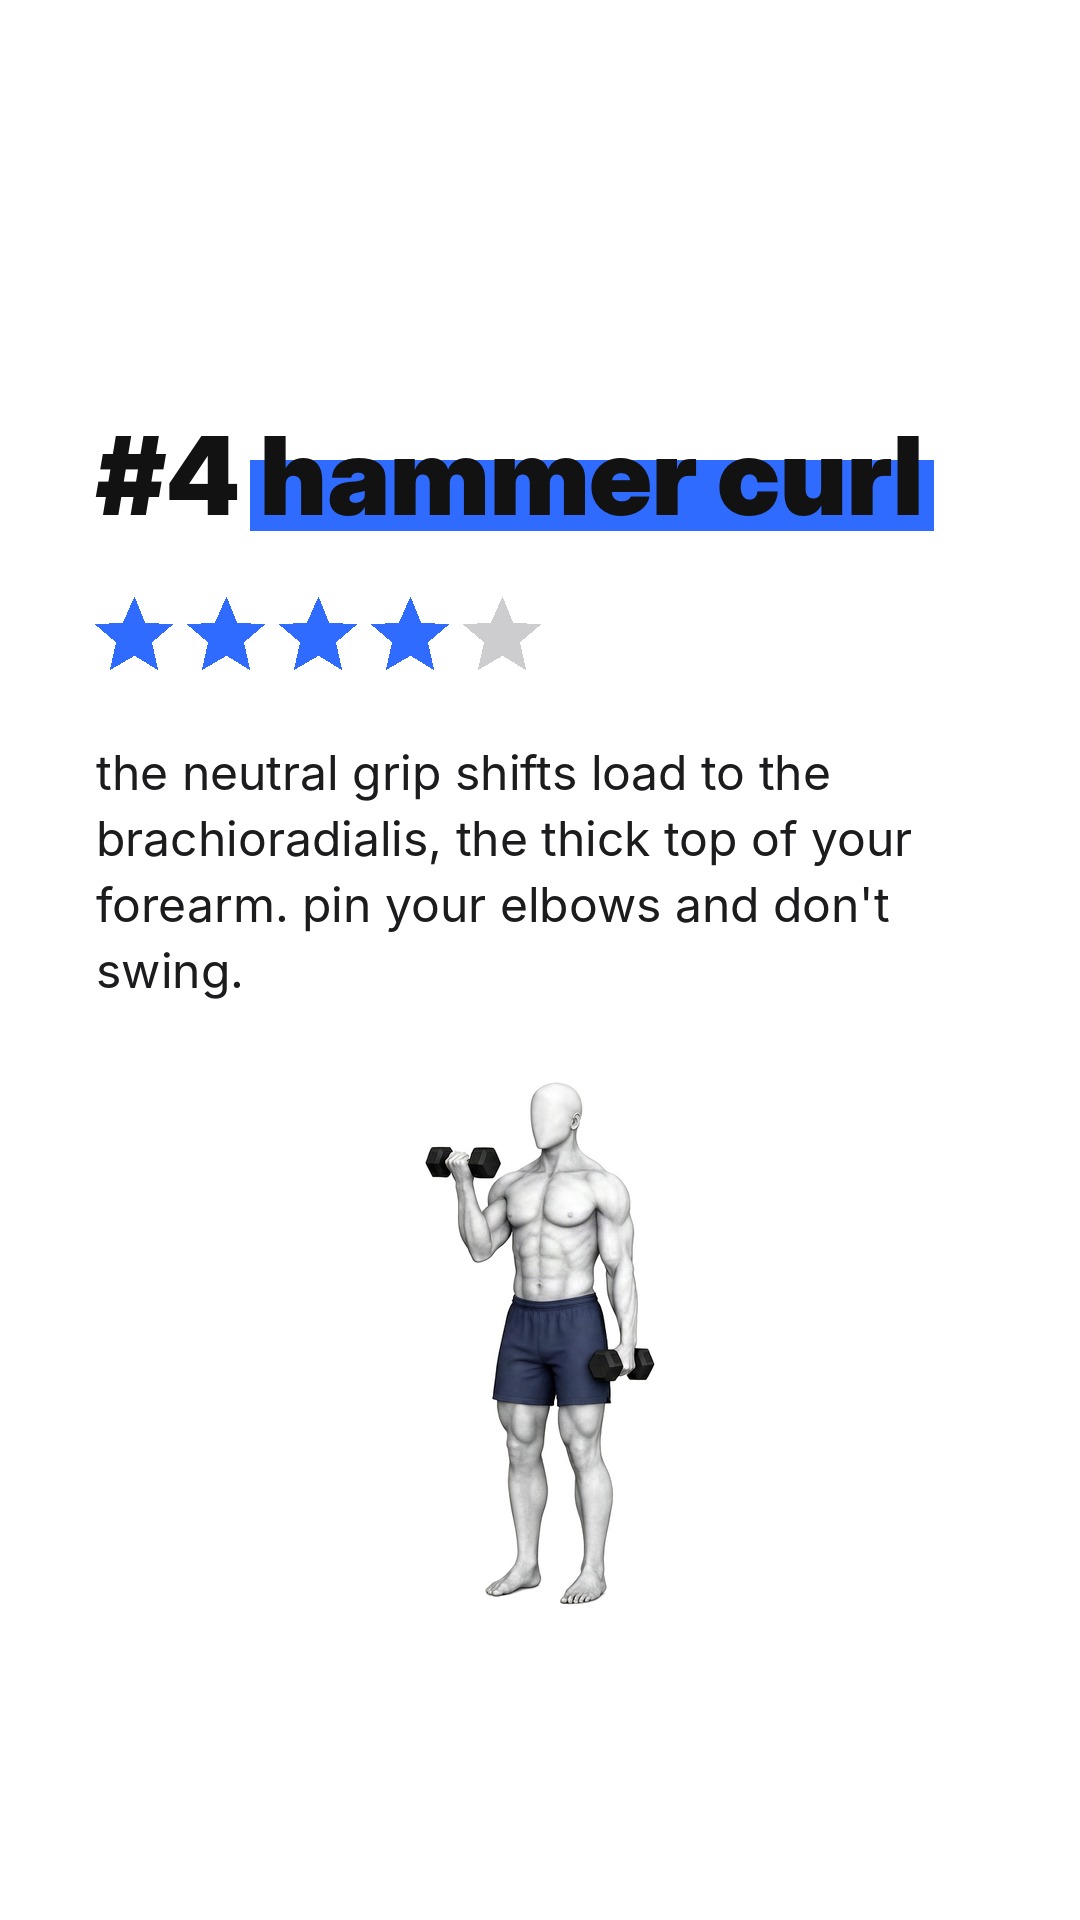 #4 hammer curl
the neutral grip shifts load to the
brachioradialis, the thick top of your
forearm. pin your elbows and don't
swing.